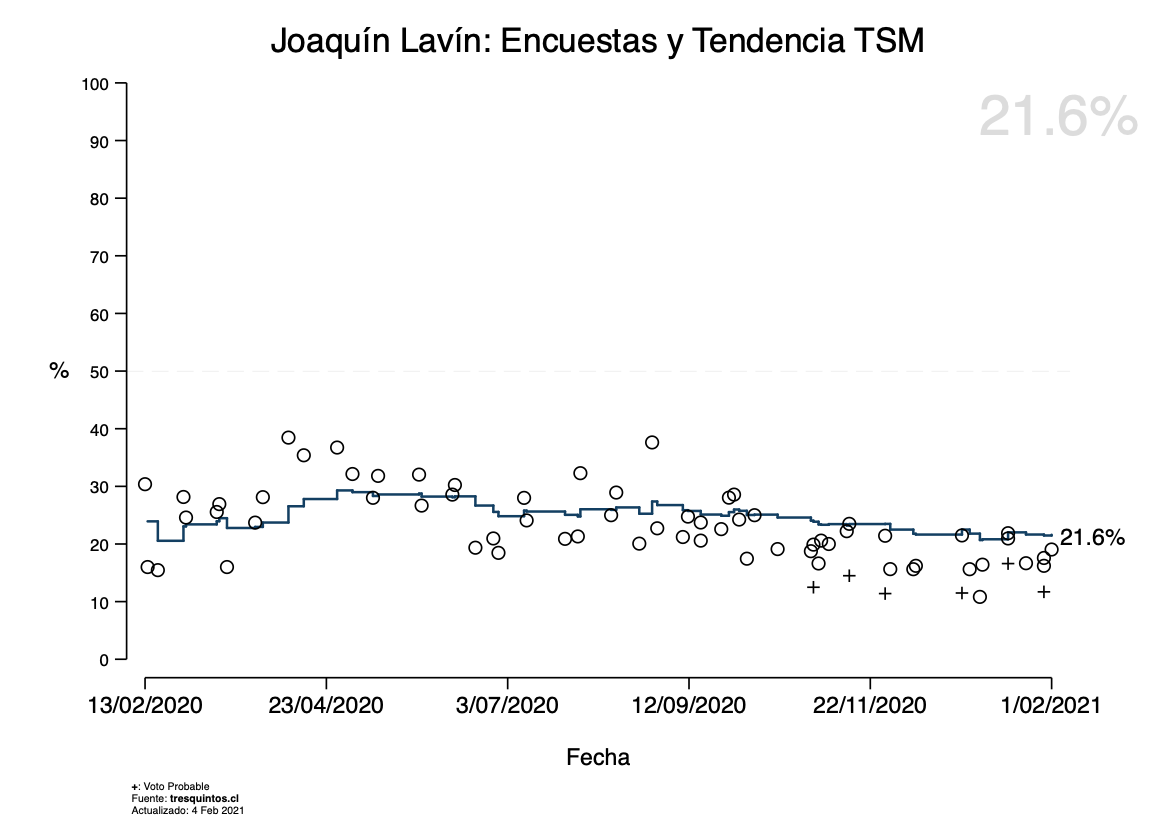 Joaquín Lavín: Encuestas y Tendencia TSM
21.6%
100
90
80
70
60
50
40
30
20
10
0
%
21.6%
13/02/2020 23/04/2020 3/07/2020 12/09/2020 22/11/2020 1/02/2021
Fecha
+: Voto Probable
Fuente: tresquintos.cl
Actualizado: 4 Feb 2021